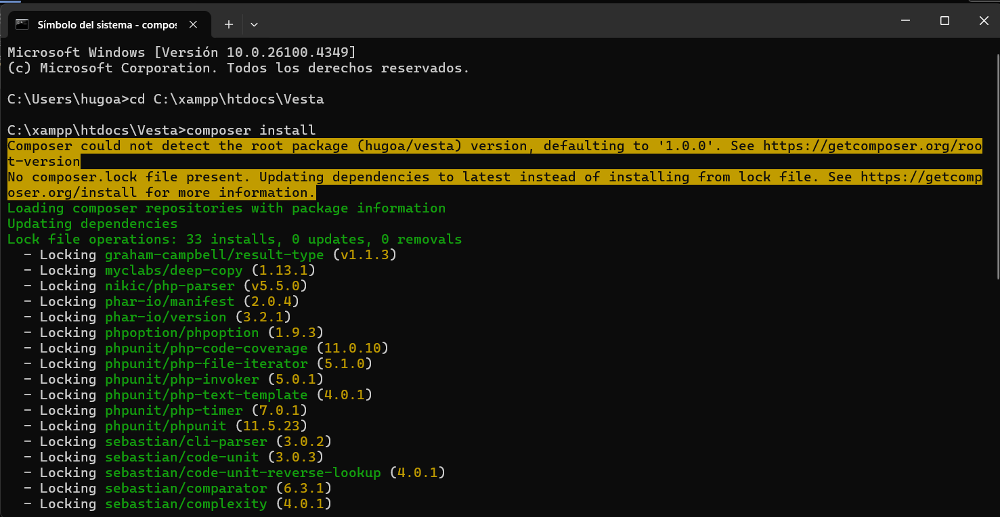 Símbolo del sistema - compos
Microsoft Windows [Versión 10.0.26100.4349]
(c) Microsoft Corporation. Todos los derechos reservados.
C:\Users\hugoa>cd C:\xampp\htdocs\Vesta
C:\xampp\htdocs\Vesta>composer install
Composer could not detect the root package (hugoa/vesta) version, defaulting to '1.0.0'. See https://getcomposer.org/roo
t-version
No composer.lock file present. Updating dependencies to latest instead of installing from lock file. See https://getcomp
oser.org/install for more information.
Loading composer repositories with package information
Updating dependencies
Lock file operations: 33 installs, 0 updates, 0 removals
  - Locking graham-campbell/result-type (v1.1.3)
  - Locking myclabs/deep-copy (1.13.1)
  - Locking nikic/php-parser (v5.5.0)
  - Locking phar-io/manifest (2.0.4)
  - Locking phar-io/version (3.2.1)
  - Locking phpoption/phpoption (1.9.3)
  - Locking phpunit/php-code-coverage (11.0.10)
  - Locking phpunit/php-file-iterator (5.1.0)
  - Locking phpunit/php-invoker (5.0.1)
  - Locking phpunit/php-text-template (4.0.1)
  - Locking phpunit/php-timer (7.0.1)
  - Locking phpunit/phpunit (11.5.23)
  - Locking sebastian/cli-parser (3.0.2)
  - Locking sebastian/code-unit (3.0.3)
  - Locking sebastian/code-unit-reverse-lookup (4.0.1)
  - Locking sebastian/comparator (6.3.1)
  - Locking sebastian/complexity (4.0.1)